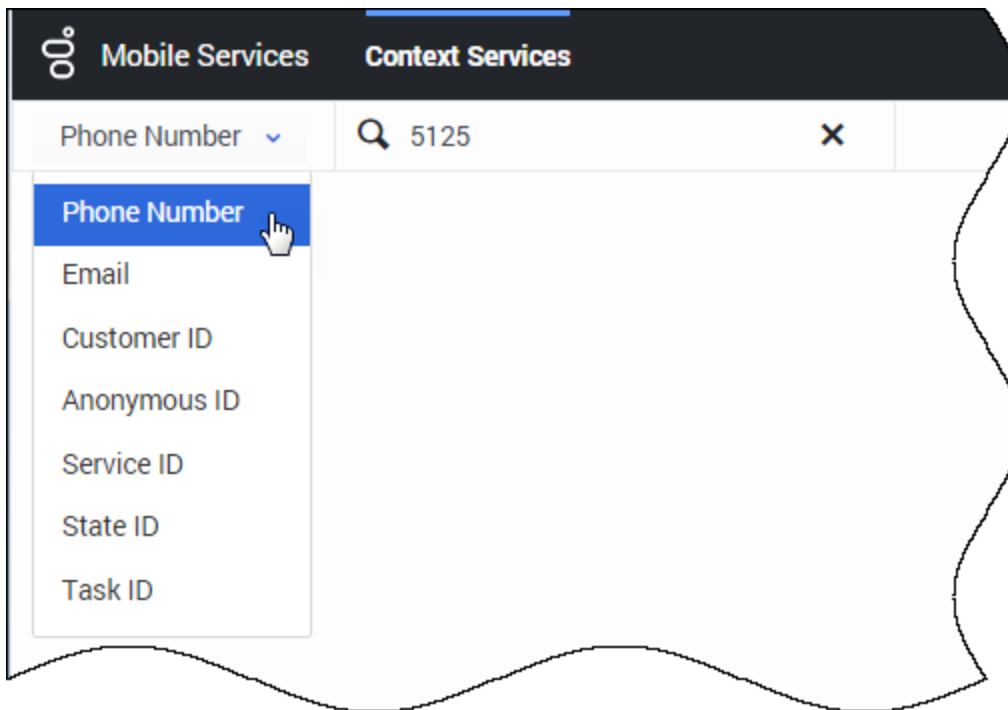 Mobile Services Context Services
Phone Number 5125
Phone Number
Email
Customer ID
Anonymous ID
Service ID
State ID
Task ID